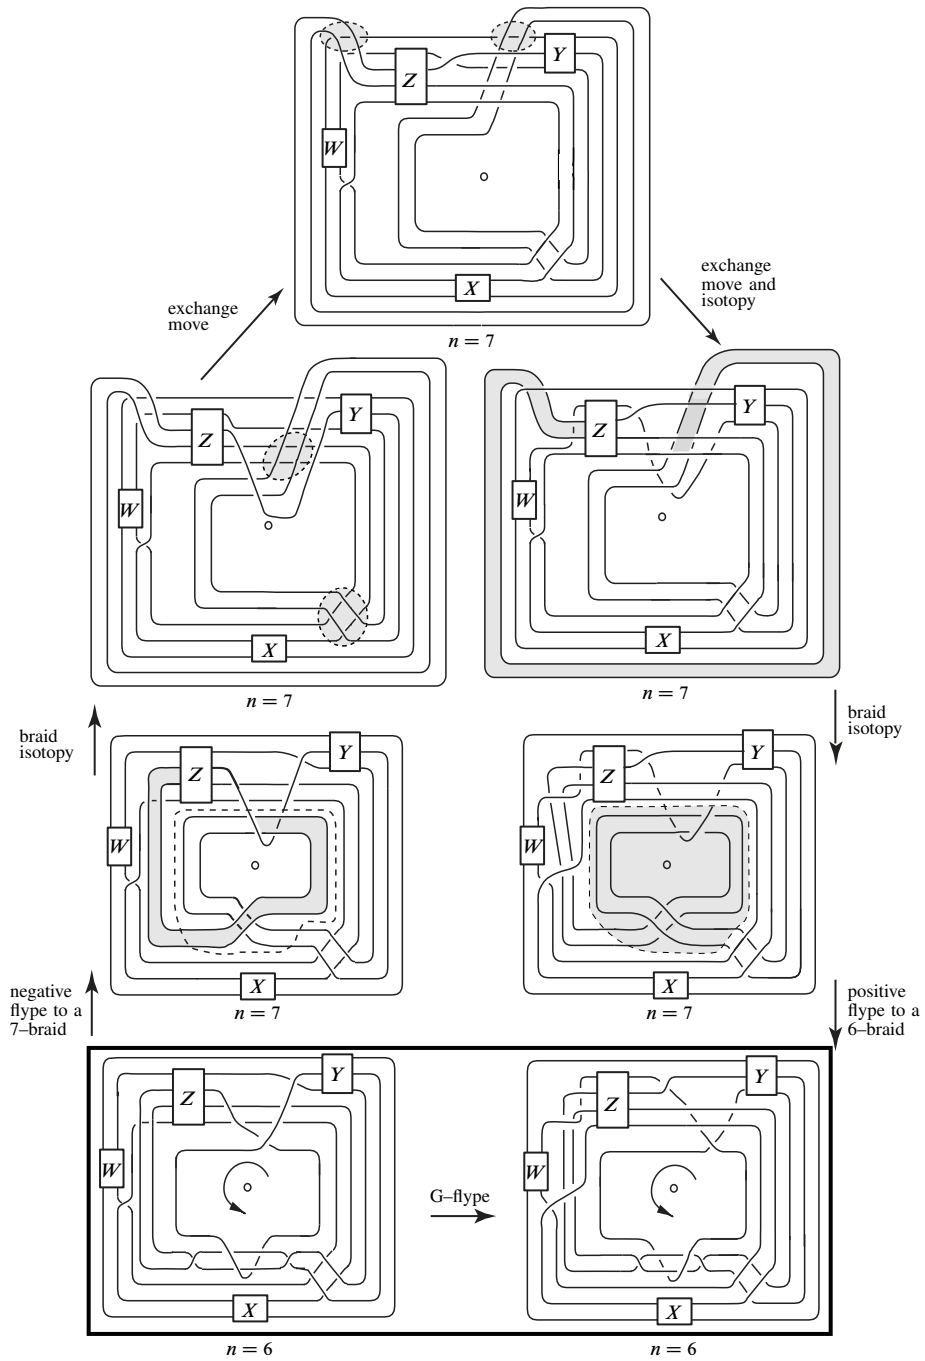 Z
Y
W
X
n = 7
exchange
move
exchange
move and
isotopy
Z
Y
W
X
n = 7
Z
Y
W
X
n = 7
braid
isotopy
braid
isotopy
Z
Y
W
X
n = 7
Z
Y
W
X
n = 7
negative
flype to a
7–braid
positive
flype to a
6–braid
Z
Y
W
X
n = 6
G–flype
Z
Y
W
X
n = 6